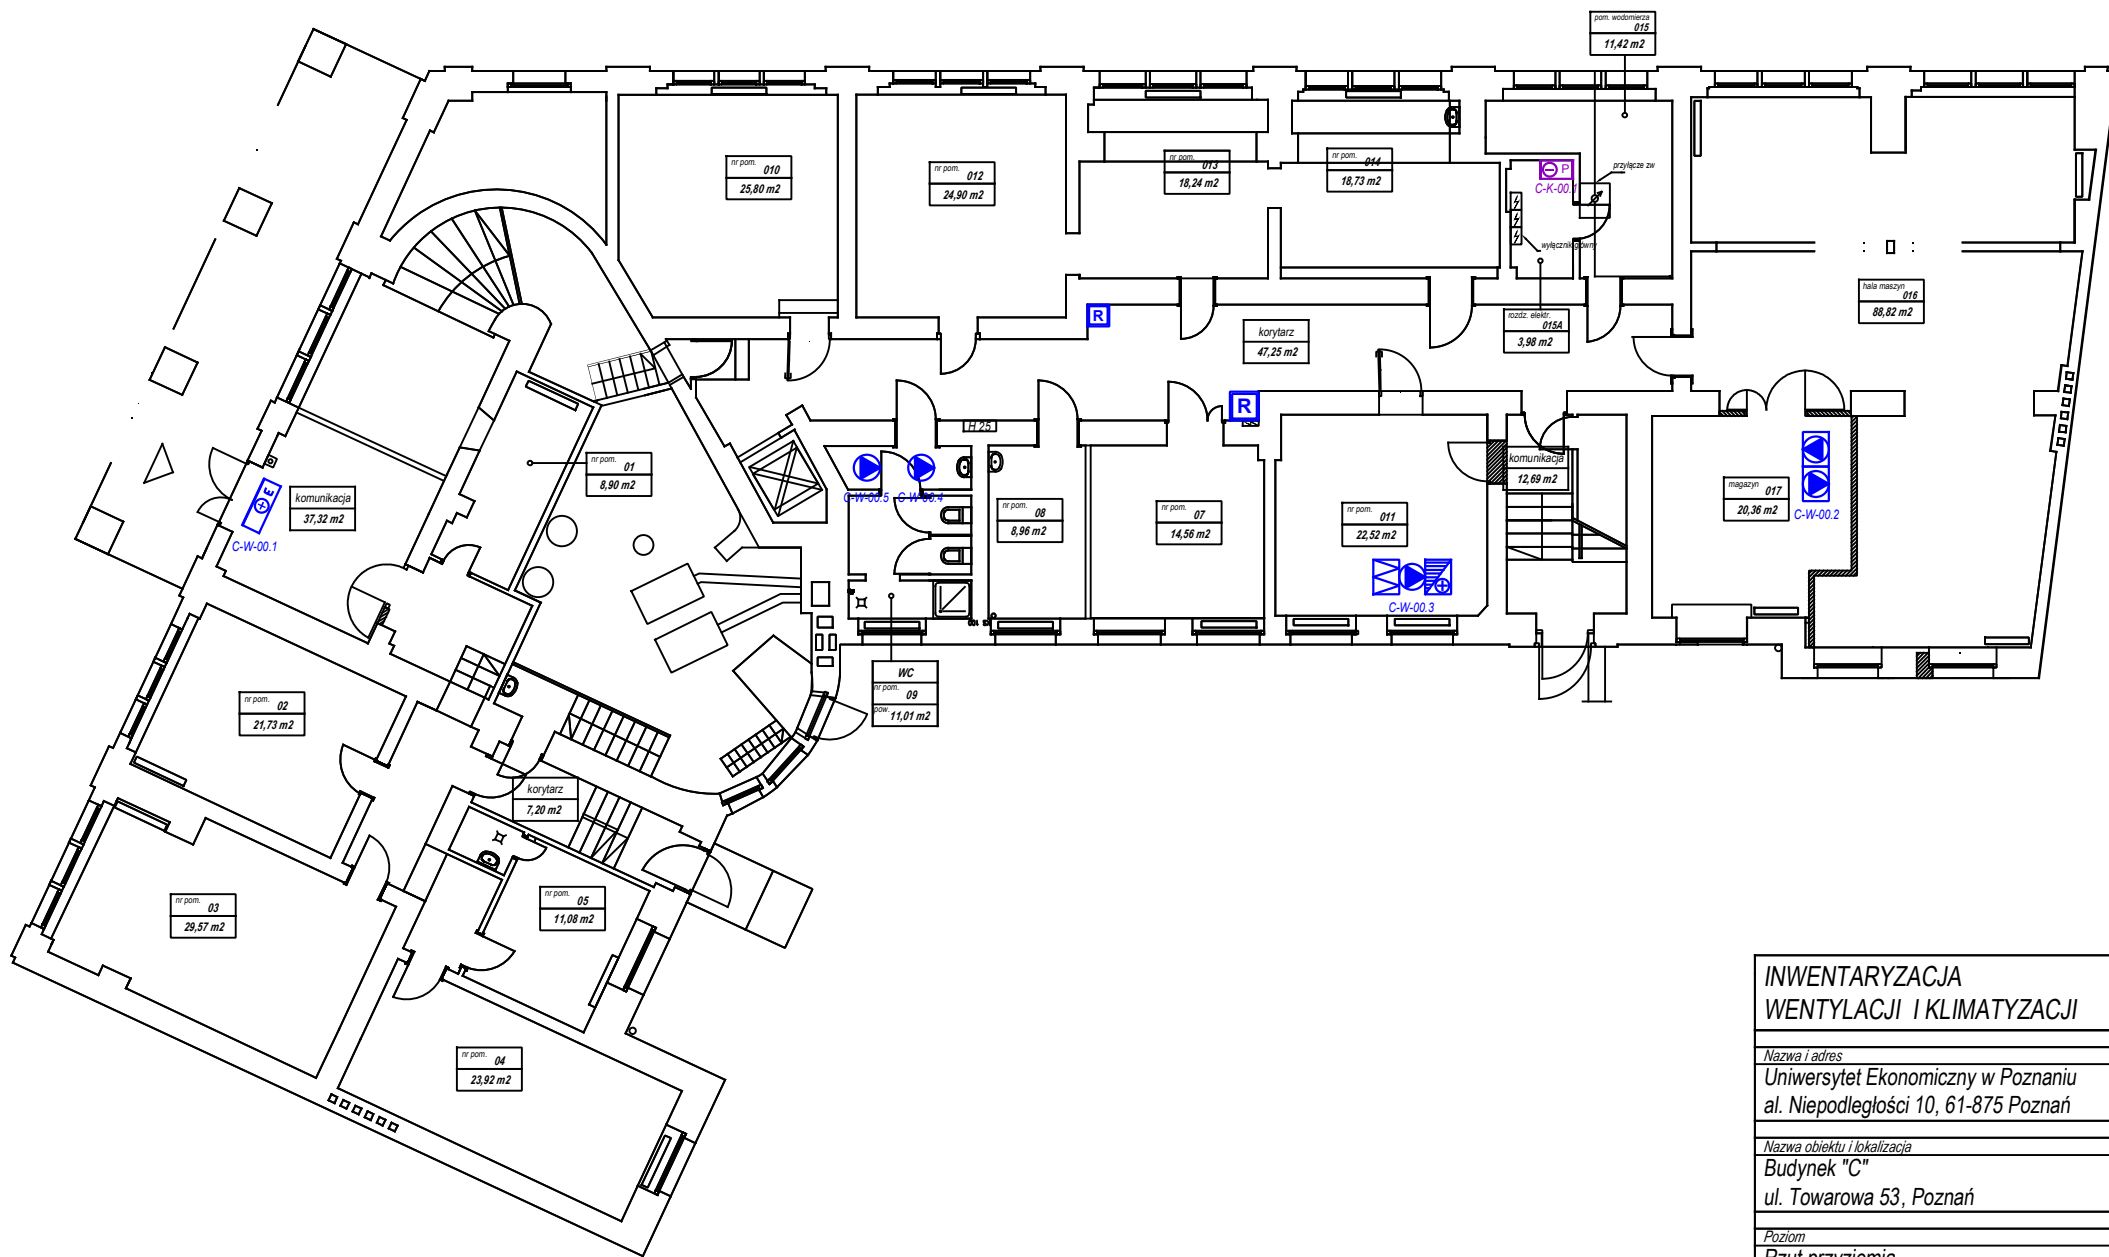 pom. wodomierza
015
11,42 m2
nr pom.
010
25,80 m2
nr pom.
012
24,90 m2
nr pom.
013
18,24 m2
nr pom.
014
18,73 m2
P
C-K-00.1
przyłącze zw
wyłącznik główny
hala maszyn
016
88,82 m2
rozdz. elektr.
015A
3,98 m2
R
korytarz
47,25 m2
R
H 25
nr pom.
01
8,90 m2
komunikacja
37,32 m2
E
C-W-00.1
C-W-00.5
C-W-00.4
nr pom.
08
8,96 m2
nr pom.
07
14,56 m2
nr pom.
011
22,52 m2
C-W-00.3
komunikacja
12,69 m2
magazyn
017
20,36 m2
C-W-00.2
WC
nr pom.
09
pow.
11,01 m2
nr pom.
02
21,73 m2
korytarz
7,20 m2
nr pom.
03
29,57 m2
nr pom.
05
11,08 m2
nr pom.
04
23,92 m2
INWENTARYZACJA
WENTYLACJI I KLIMATYZACJI
Nazwa i adres
Uniwersytet Ekonomiczny w Poznaniu
al. Niepodległości 10, 61-875 Poznań
Nazwa obiektu i lokalizacja
Budynek "C"
ul. Towarowa 53, Poznań
Poziom
Rzut przyziemia